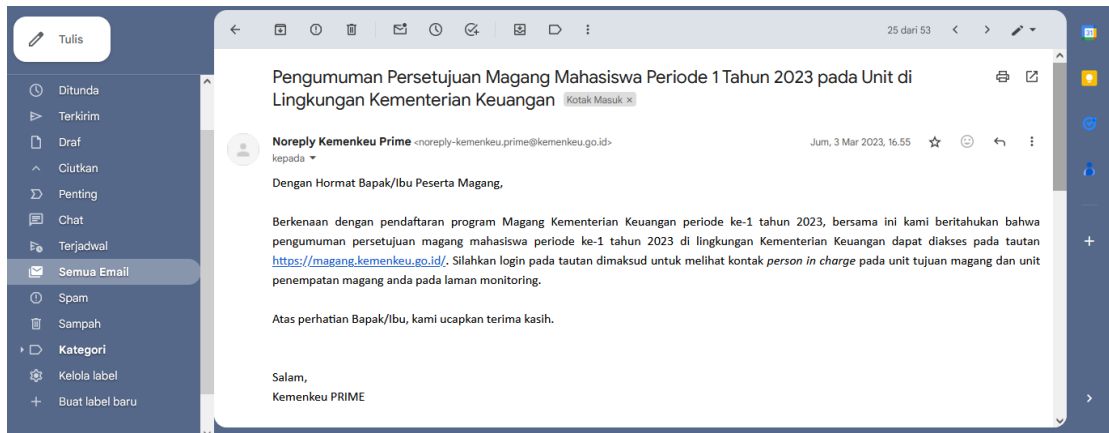 Tulis
25 dari 53
Ditunda
Terkirim
Draf
Ciutkan
Penting
Chat
Terjadwal
Semua Email
Spam
Sampah
Kategori
Kelola label
Buat label baru
Pengumuman Persetujuan Magang Mahasiswa Periode 1 Tahun 2023 pada Unit di
Lingkungan Kementerian Keuangan Kotak Masuk ×
Noreply Kemenkeu Prime <noreply-kemenkeu.prime@kemenkeu.go.id> Jum, 3 Mar 2023, 16.55
kepada
Dengan Hormat Bapak/Ibu Peserta Magang,
Berkenaan dengan pendaftaran program Magang Kementerian Keuangan periode ke-1 tahun 2023, bersama ini kami beritahukan bahwa
pengumuman persetujuan magang mahasiswa periode ke-1 tahun 2023 di lingkungan Kementerian Keuangan dapat diakses pada tautan
https://magang.kemenkeu.go.id/. Silahkan login pada tautan dimaksud untuk melihat kontak person in charge pada unit tujuan magang dan unit
penempatan magang anda pada laman monitoring.
Atas perhatian Bapak/Ibu, kami ucapkan terima kasih.
Salam,
Kemenkeu PRIME
31